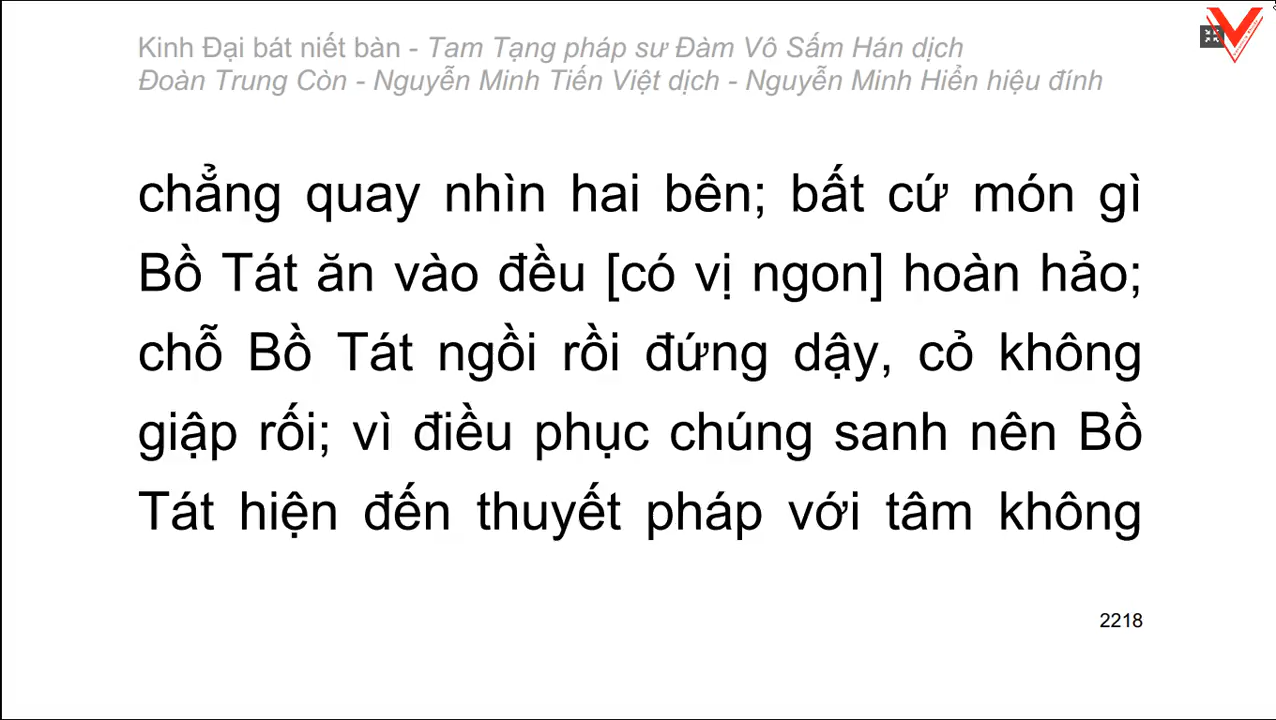 Kinh Đại bát niết bàn - Tam Tạng pháp sư Đàm Vô Sấm Hán dịch
Đoàn Trung Còn - Nguyễn Minh Tiến Việt dịch - Nguyễn Minh Hiển hiệu đính
chẳng quay nhìn hai bên; bất cứ món gì
Bồ Tát ăn vào đều [có vị ngon] hoàn hảo;
chỗ Bồ Tát ngồi rồi đứng dậy, cỏ không
giập rối; vì điều phục chúng sanh nên Bồ
Tát hiện đến thuyết pháp với tâm không
2218